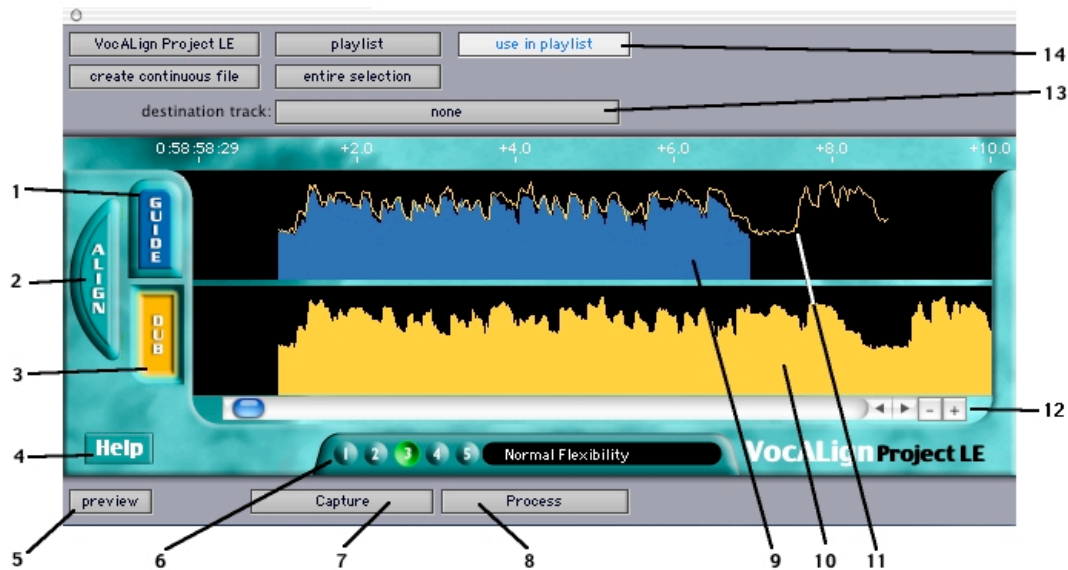 VocALign Project LE playlist use in playlist
14
create continuous file entire selection
13
destination track: none
0:58:58:29 +2.0 +4.0 +6.0 +8.0 +10.0
1
GUIDE
2
ALIGN
3
DUB
12
4
Help
1 2 3 4 5 Normal Flexibility
VocALign Project LE
preview Capture Process
5 6 7 8 9 10 11